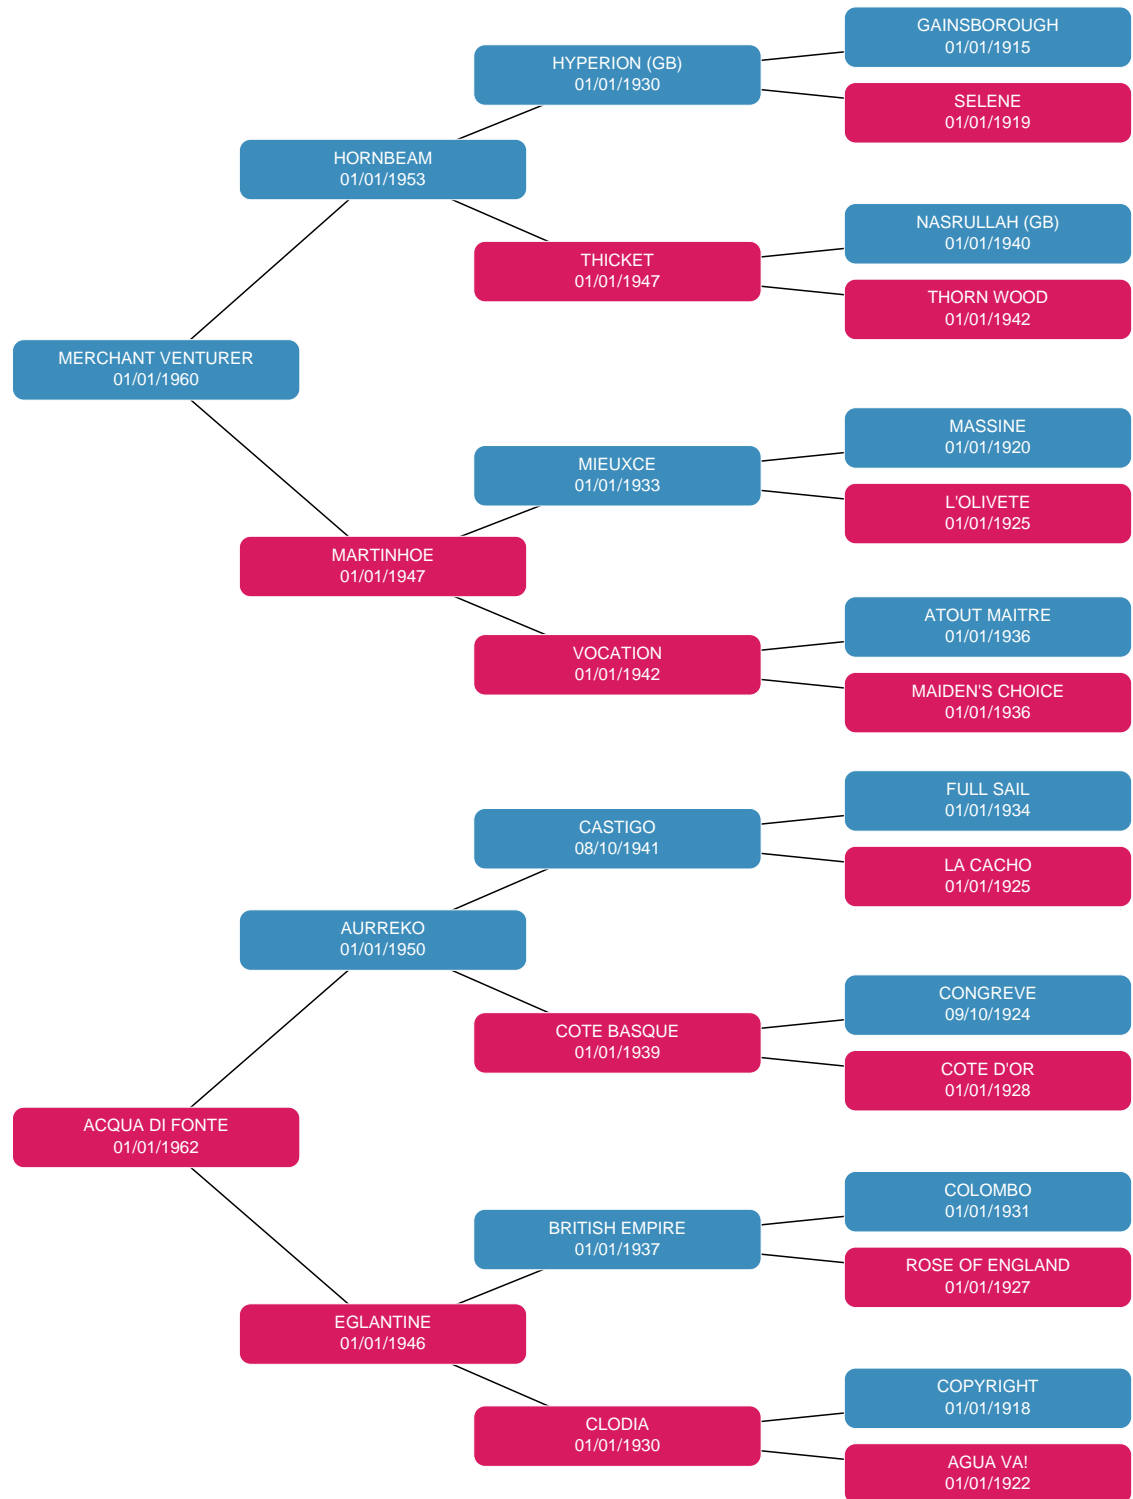 GAINSBOROUGH
01/01/1915
HYPERION (GB)
01/01/1930
SELENE
01/01/1919
HORNBEAM
01/01/1953
NASRULLAH (GB)
01/01/1940
THICKET
01/01/1947
THORN WOOD
01/01/1942
MERCHANT VENTURER
01/01/1960
MASSINE
01/01/1920
MIEUXCE
01/01/1933
L'OLIVETE
01/01/1925
MARTINHOE
01/01/1947
ATOUT MAITRE
01/01/1936
VOCATION
01/01/1942
MAIDEN'S CHOICE
01/01/1936
FULL SAIL
01/01/1934
CASTIGO
08/10/1941
LA CACHO
01/01/1925
AURREKO
01/01/1950
CONGREVE
09/10/1924
COTE BASQUE
01/01/1939
COTE D'OR
01/01/1928
ACQUA DI FONTE
01/01/1962
COLOMBO
01/01/1931
BRITISH EMPIRE
01/01/1937
ROSE OF ENGLAND
01/01/1927
EGLANTINE
01/01/1946
COPYRIGHT
01/01/1918
CLODIA
01/01/1930
AGUA VA!
01/01/1922